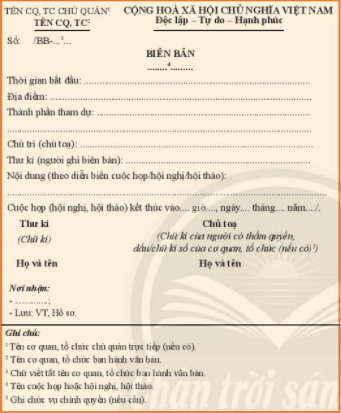 TÊN CQ, TC CHỦ QUẢN¹ CỘNG HOÀ XÃ HỘI CHỦ NGHĨA VIỆT NAM
TÊN CQ, TC² Độc lập – Tự do – Hạnh phúc
Số: /BB-...³...
BIÊN BẢN
.........⁴.........
Thời gian bắt đầu: ..........
Địa điểm: ..........
Thành phần tham dự: ..........
..........
Chủ trì (chủ toạ): ..........
Thư kí (người ghi biên bản): ..........
Nội dung (theo diễn biến cuộc họp/hội nghị/hội thảo):
..........
Cuộc họp (hội nghị, hội thảo) kết thúc vào.... giờ...., ngày.... tháng.... năm..../.
Thư kí Chủ toạ
(Chữ kí) (Chữ kí của người có thẩm quyền,
dấu/chữ kí số của cơ quan, tổ chức (nếu có)⁵)
Họ và tên Họ và tên
Nơi nhận:
- ..............;
- Lưu: VT, Hồ sơ.
Ghi chú:
¹ Tên cơ quan, tổ chức chủ quản trực tiếp (nếu có).
² Tên cơ quan, tổ chức ban hành văn bản.
³ Chữ viết tắt tên cơ quan, tổ chức ban hành văn bản.
⁴ Tên cuộc họp hoặc hội nghị, hội thảo.
⁵ Ghi chức vụ chính quyền (nếu cần).
Chân trời sán